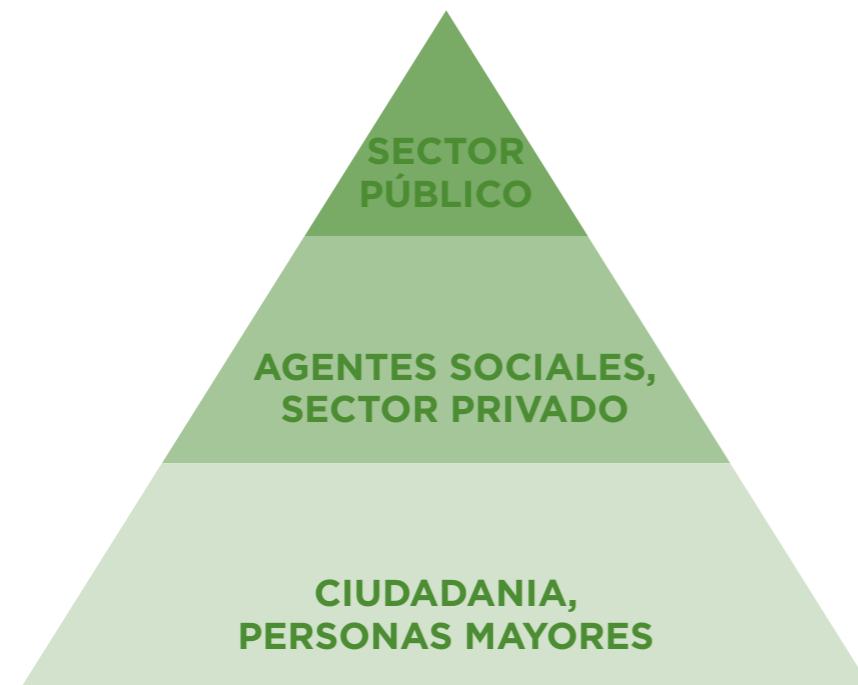 SECTOR
PÚBLICO
AGENTES SOCIALES,
SECTOR PRIVADO
CIUDADANIA,
PERSONAS MAYORES